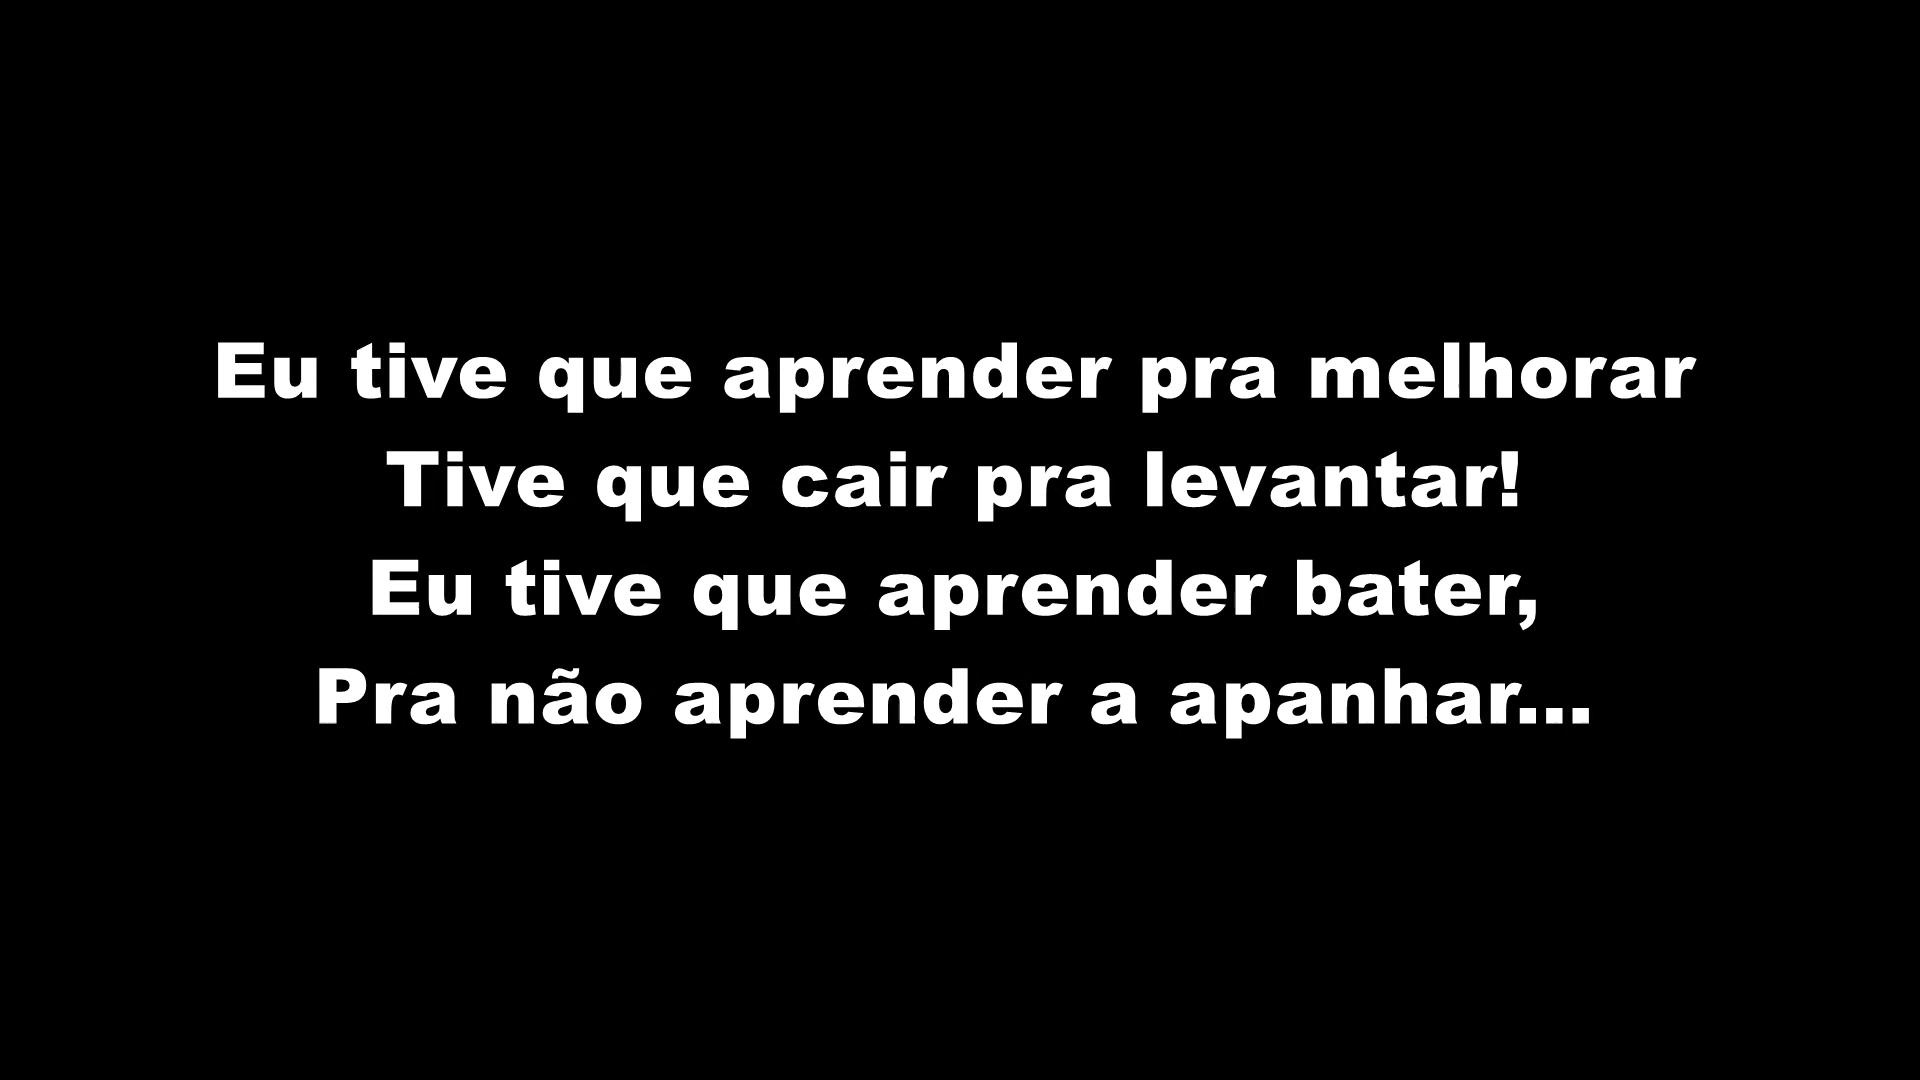 Eu tive que aprender pra melhorar
Tive que cair pra levantar!
Eu tive que aprender bater,
Pra não aprender a apanhar...